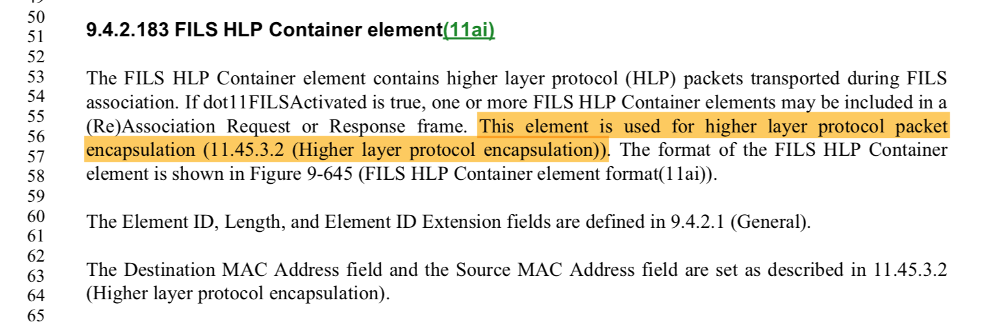 49
50
9.4.2.183 FILS HLP Container element(11ai)
51
52
53
The FILS HLP Container element contains higher layer protocol (HLP) packets transported during FILS
54
association. If dot11FILSActivated is true, one or more FILS HLP Container elements may be included in a
55
(Re)Association Request or Response frame. This element is used for higher layer protocol packet
56
encapsulation (11.45.3.2 (Higher layer protocol encapsulation)). The format of the FILS HLP Container
57
58
element is shown in Figure 9-645 (FILS HLP Container element format(11ai)).
59
60
The Element ID, Length, and Element ID Extension fields are defined in 9.4.2.1 (General).
61
62
63
The Destination MAC Address field and the Source MAC Address field are set as described in 11.45.3.2
64
(Higher layer protocol encapsulation).
65